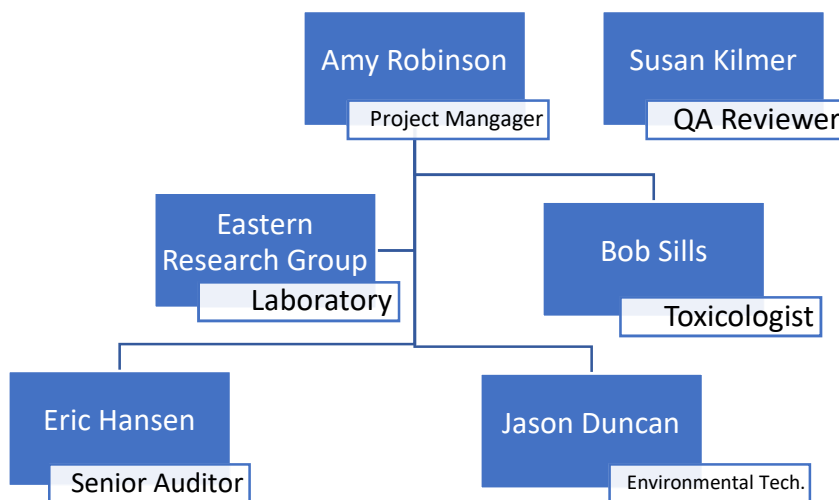 Amy Robinson
Project Mangager
Susan Kilmer
QA Reviewer
Eastern
Research Group
Laboratory
Bob Sills
Toxicologist
Eric Hansen
Senior Auditor
Jason Duncan
Environmental Tech.